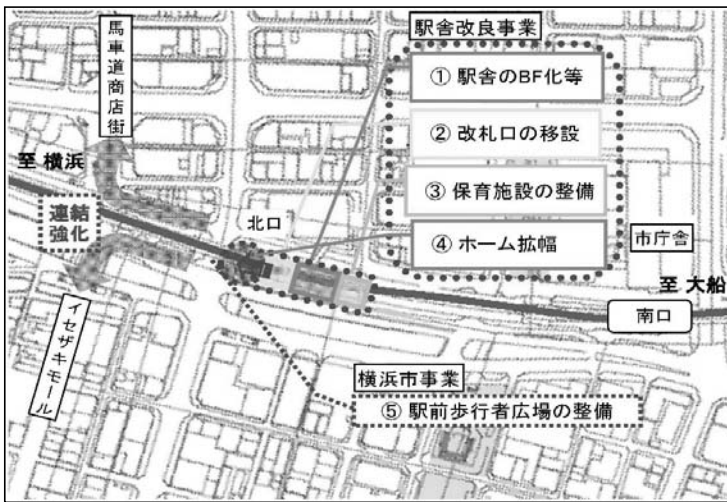 駅舎改良事業
① 駅舎のBF化等
② 改札口の移設
③ 保育施設の整備
④ ホーム拡幅
馬車道商店街
至 横浜
連結
強化
北口
市庁舎
至 大船
南口
イセザキモール
横浜市事業
⑤ 駅前歩行者広場の整備